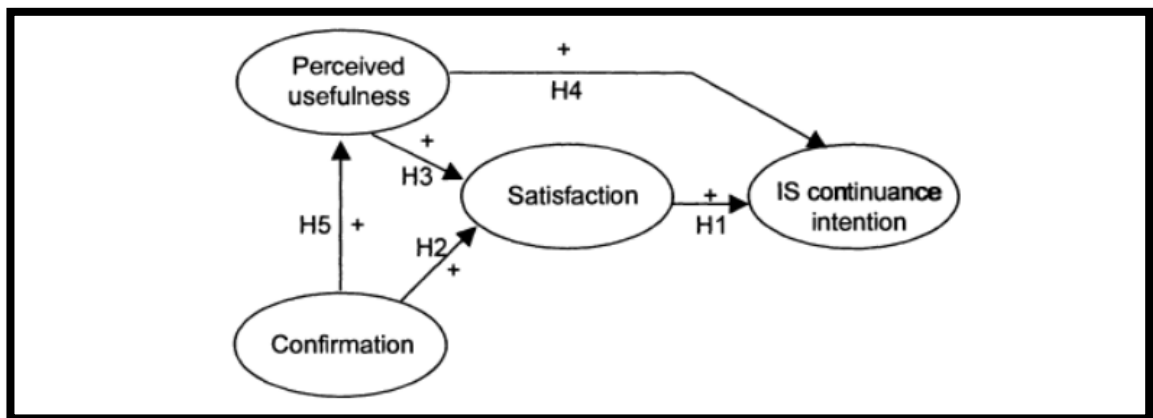 +
Perceived
usefulness
H4
+
H3
Satisfaction
+
H1
IS continuance
intention
H5
+
H2
+
Confirmation